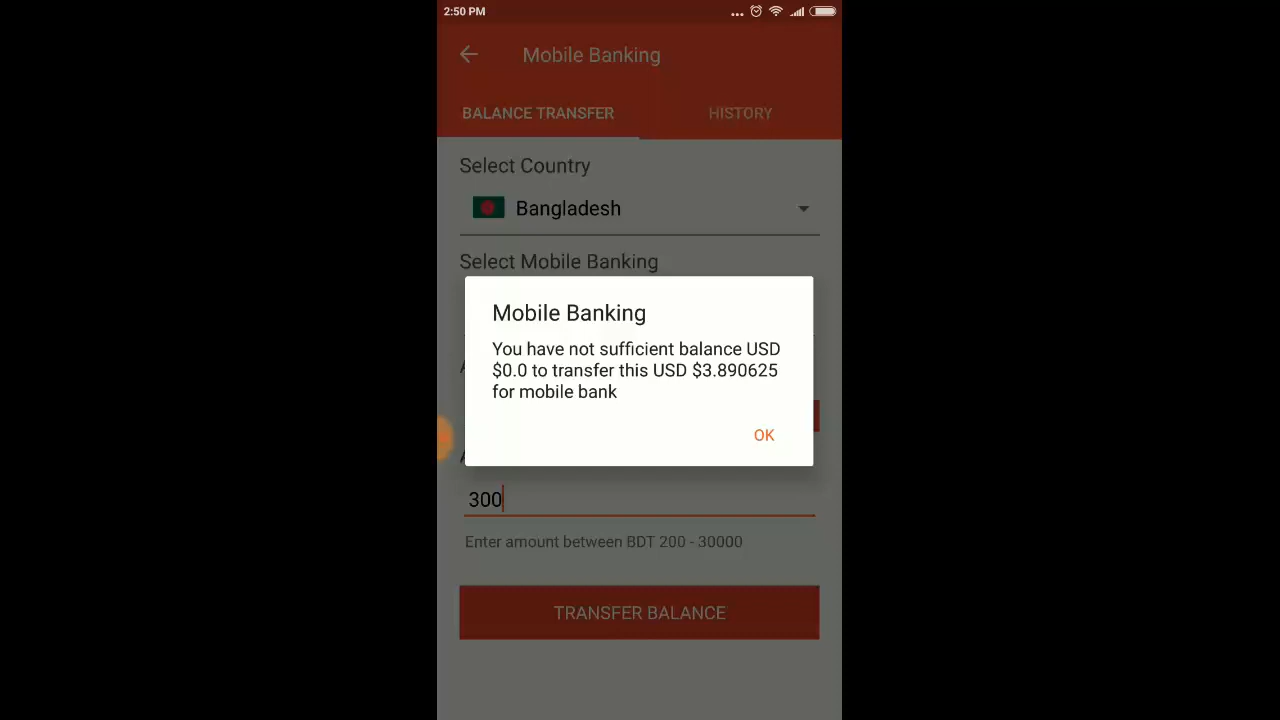 2:50 PM
Mobile Banking
BALANCE TRANSFER
HISTORY
Select Country
Bangladesh
Select Mobile Banking
Mobile Banking
You have not sufficient balance USD
$0.0 to transfer this USD $3.890625
for mobile bank
OK
300
Enter amount between BDT 200 - 30000
TRANSFER BALANCE